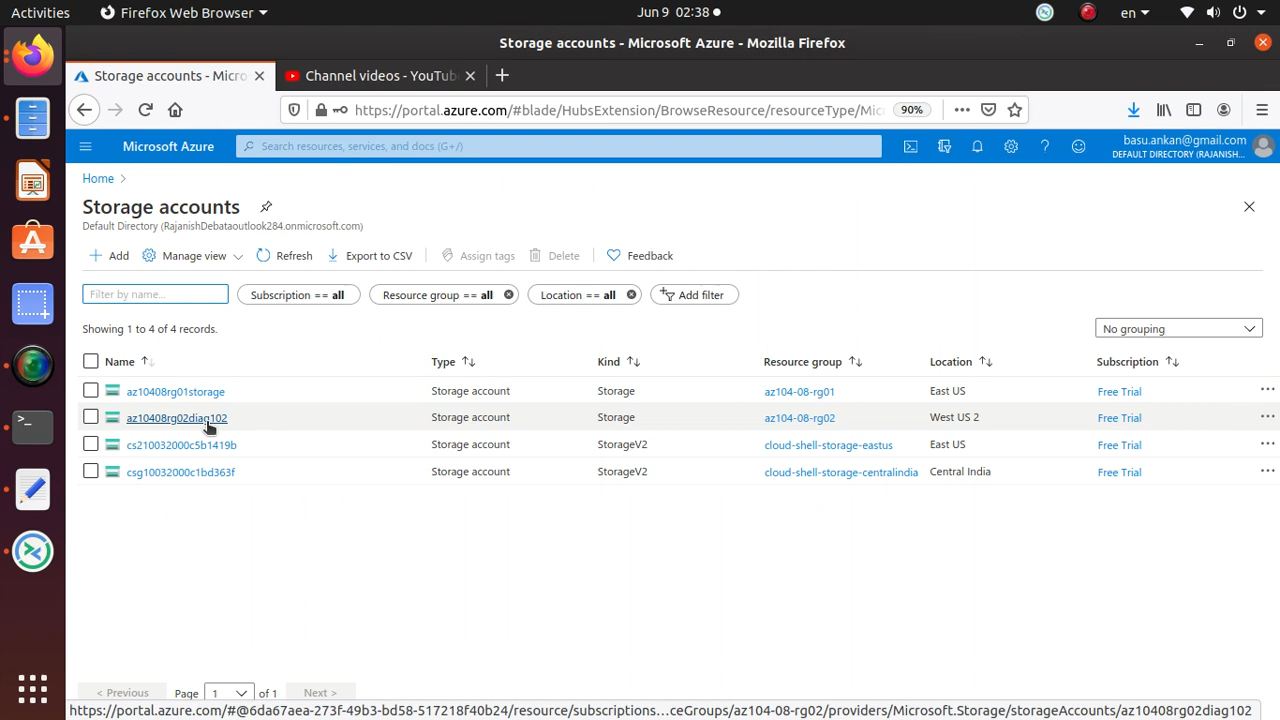 Activities Firefox Web Browser Jun 9 02:38 en
Storage accounts - Microsoft Azure - Mozilla Firefox
Storage accounts - Micro Channel videos - YouTub
https://portal.azure.com/#blade/HubsExtension/BrowseResource/resourceType/Mic 90%
Microsoft Azure Search resources, services, and docs (G+/) basu.ankan@gmail.com
DEFAULT DIRECTORY (RAJANISH...
Home
Storage accounts
Default Directory (RajanishDebataoutlook284.onmicrosoft.com)
Add Manage view Refresh Export to CSV Assign tags Delete Feedback
Filter by name... Subscription == all Resource group == all Location == all Add filter
Showing 1 to 4 of 4 records. No grouping
Name Type Kind Resource group Location Subscription
az10408rg01storage Storage account Storage az104-08-rg01 East US Free Trial
az10408rg02diag102 Storage account Storage az104-08-rg02 West US 2 Free Trial
cs210032000c5b1419b Storage account StorageV2 cloud-shell-storage-eastus East US Free Trial
csg10032000c1bd363f Storage account StorageV2 cloud-shell-storage-centralindia Central India Free Trial
< Previous Page 1 of 1 Next >
https://portal.azure.com/#@6da67aea-273f-49b3-bd58-517218f40b24/resource/subscriptions...ceGroups/az104-08-rg02/providers/Microsoft.Storage/storageAccounts/az10408rg02diag102